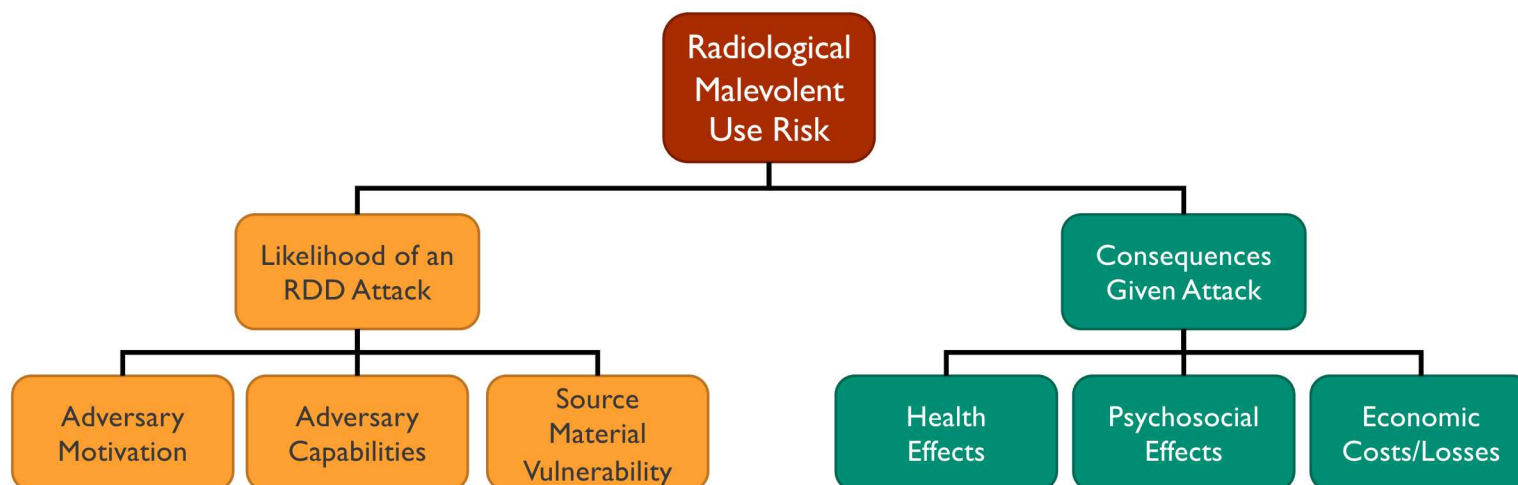 Radiological
Malevolent
Use Risk
Likelihood of an
RDD Attack
Consequences
Given Attack
Adversary
Motivation
Adversary
Capabilities
Source
Material
Vulnerability
Health
Effects
Psychosocial
Effects
Economic
Costs/Losses